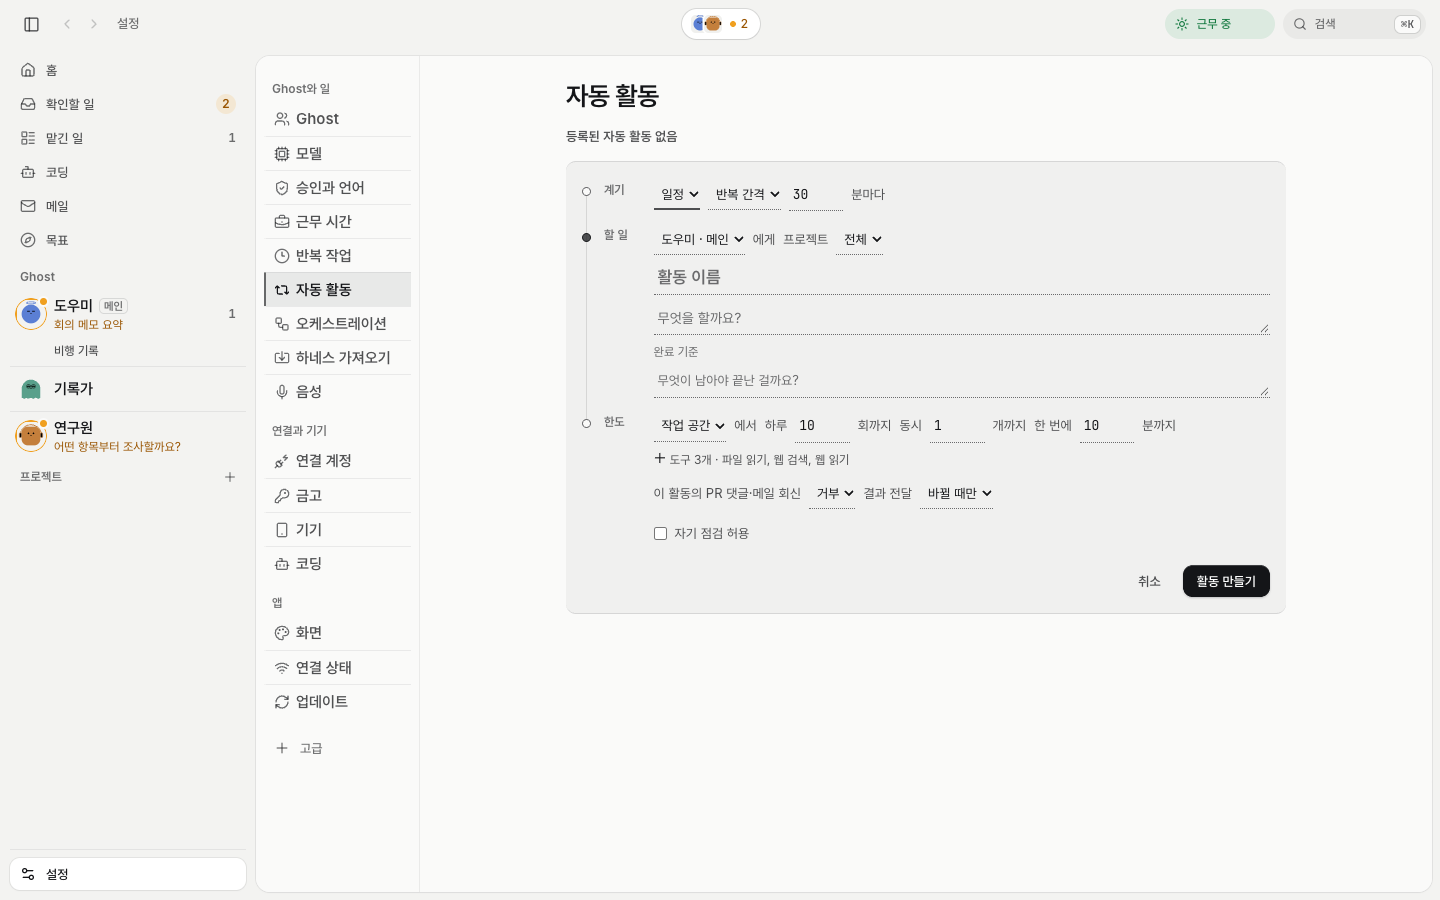 설정
2
근무 중
검색
⌘K
홈
확인할 일
2
맡긴 일
1
코딩
메일
목표
Ghost
도우미 메인
회의 메모 요약
1
비행 기록
기록가
연구원
어떤 항목부터 조사할까요?
프로젝트
설정
Ghost와 일
Ghost
모델
승인과 언어
근무 시간
반복 작업
자동 활동
오케스트레이션
하네스 가져오기
음성
연결과 기기
연결 계정
금고
기기
코딩
앱
화면
연결 상태
업데이트
고급
자동 활동
등록된 자동 활동 없음
계기 일정 반복 간격 30 분마다
할 일 도우미 · 메인 에게 프로젝트 전체
활동 이름
무엇을 할까요?
완료 기준
무엇이 남아야 끝난 걸까요?
한도 작업 공간 에서 하루 10 회까지 동시 1 개까지 한 번에 10 분까지
도구 3개 · 파일 읽기, 웹 검색, 웹 읽기
이 활동의 PR 댓글·메일 회신 거부 결과 전달 바뀔 때만
자기 점검 허용
취소 활동 만들기